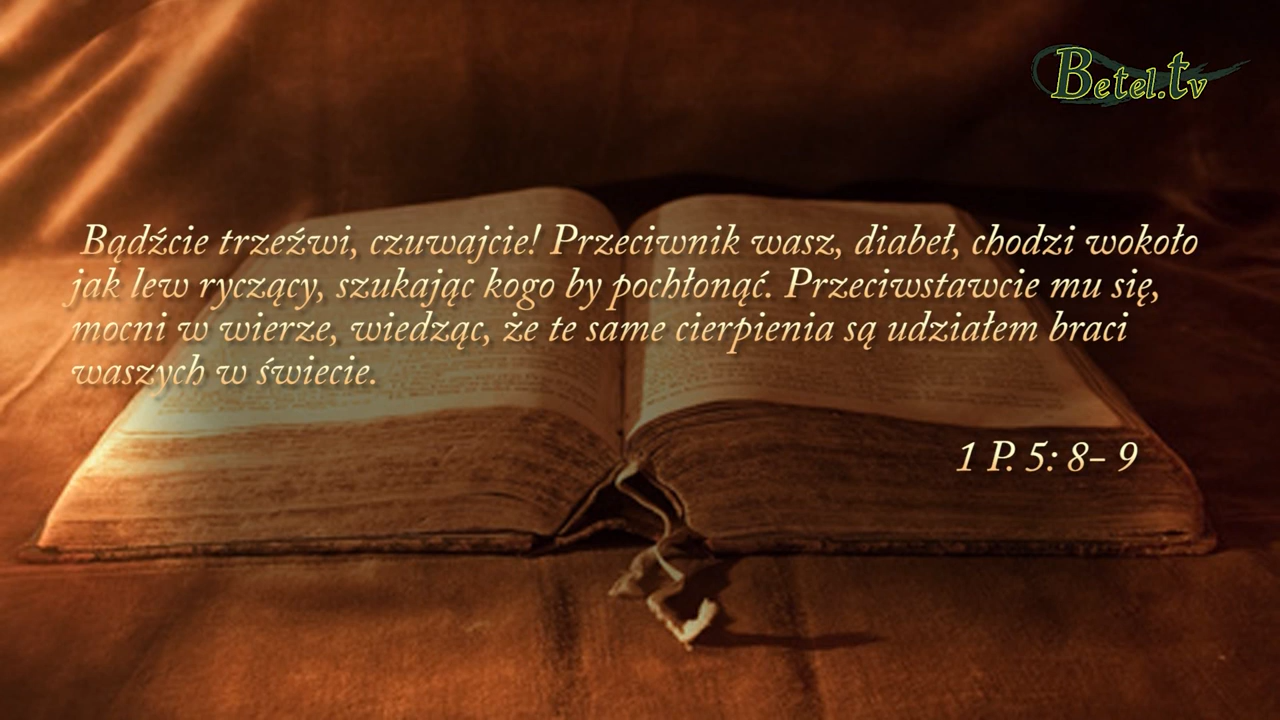 Betel.tv
Bądźcie trzeźwi, czuwajcie! Przeciwnik wasz, diabeł, chodzi wokoło
jak lew ryczący, szukając kogo by pochłonąć. Przeciwstawcie mu się,
mocni w wierze, wiedząc, że te same cierpienia są udziałem braci
waszych w świecie.
1 P. 5: 8– 9